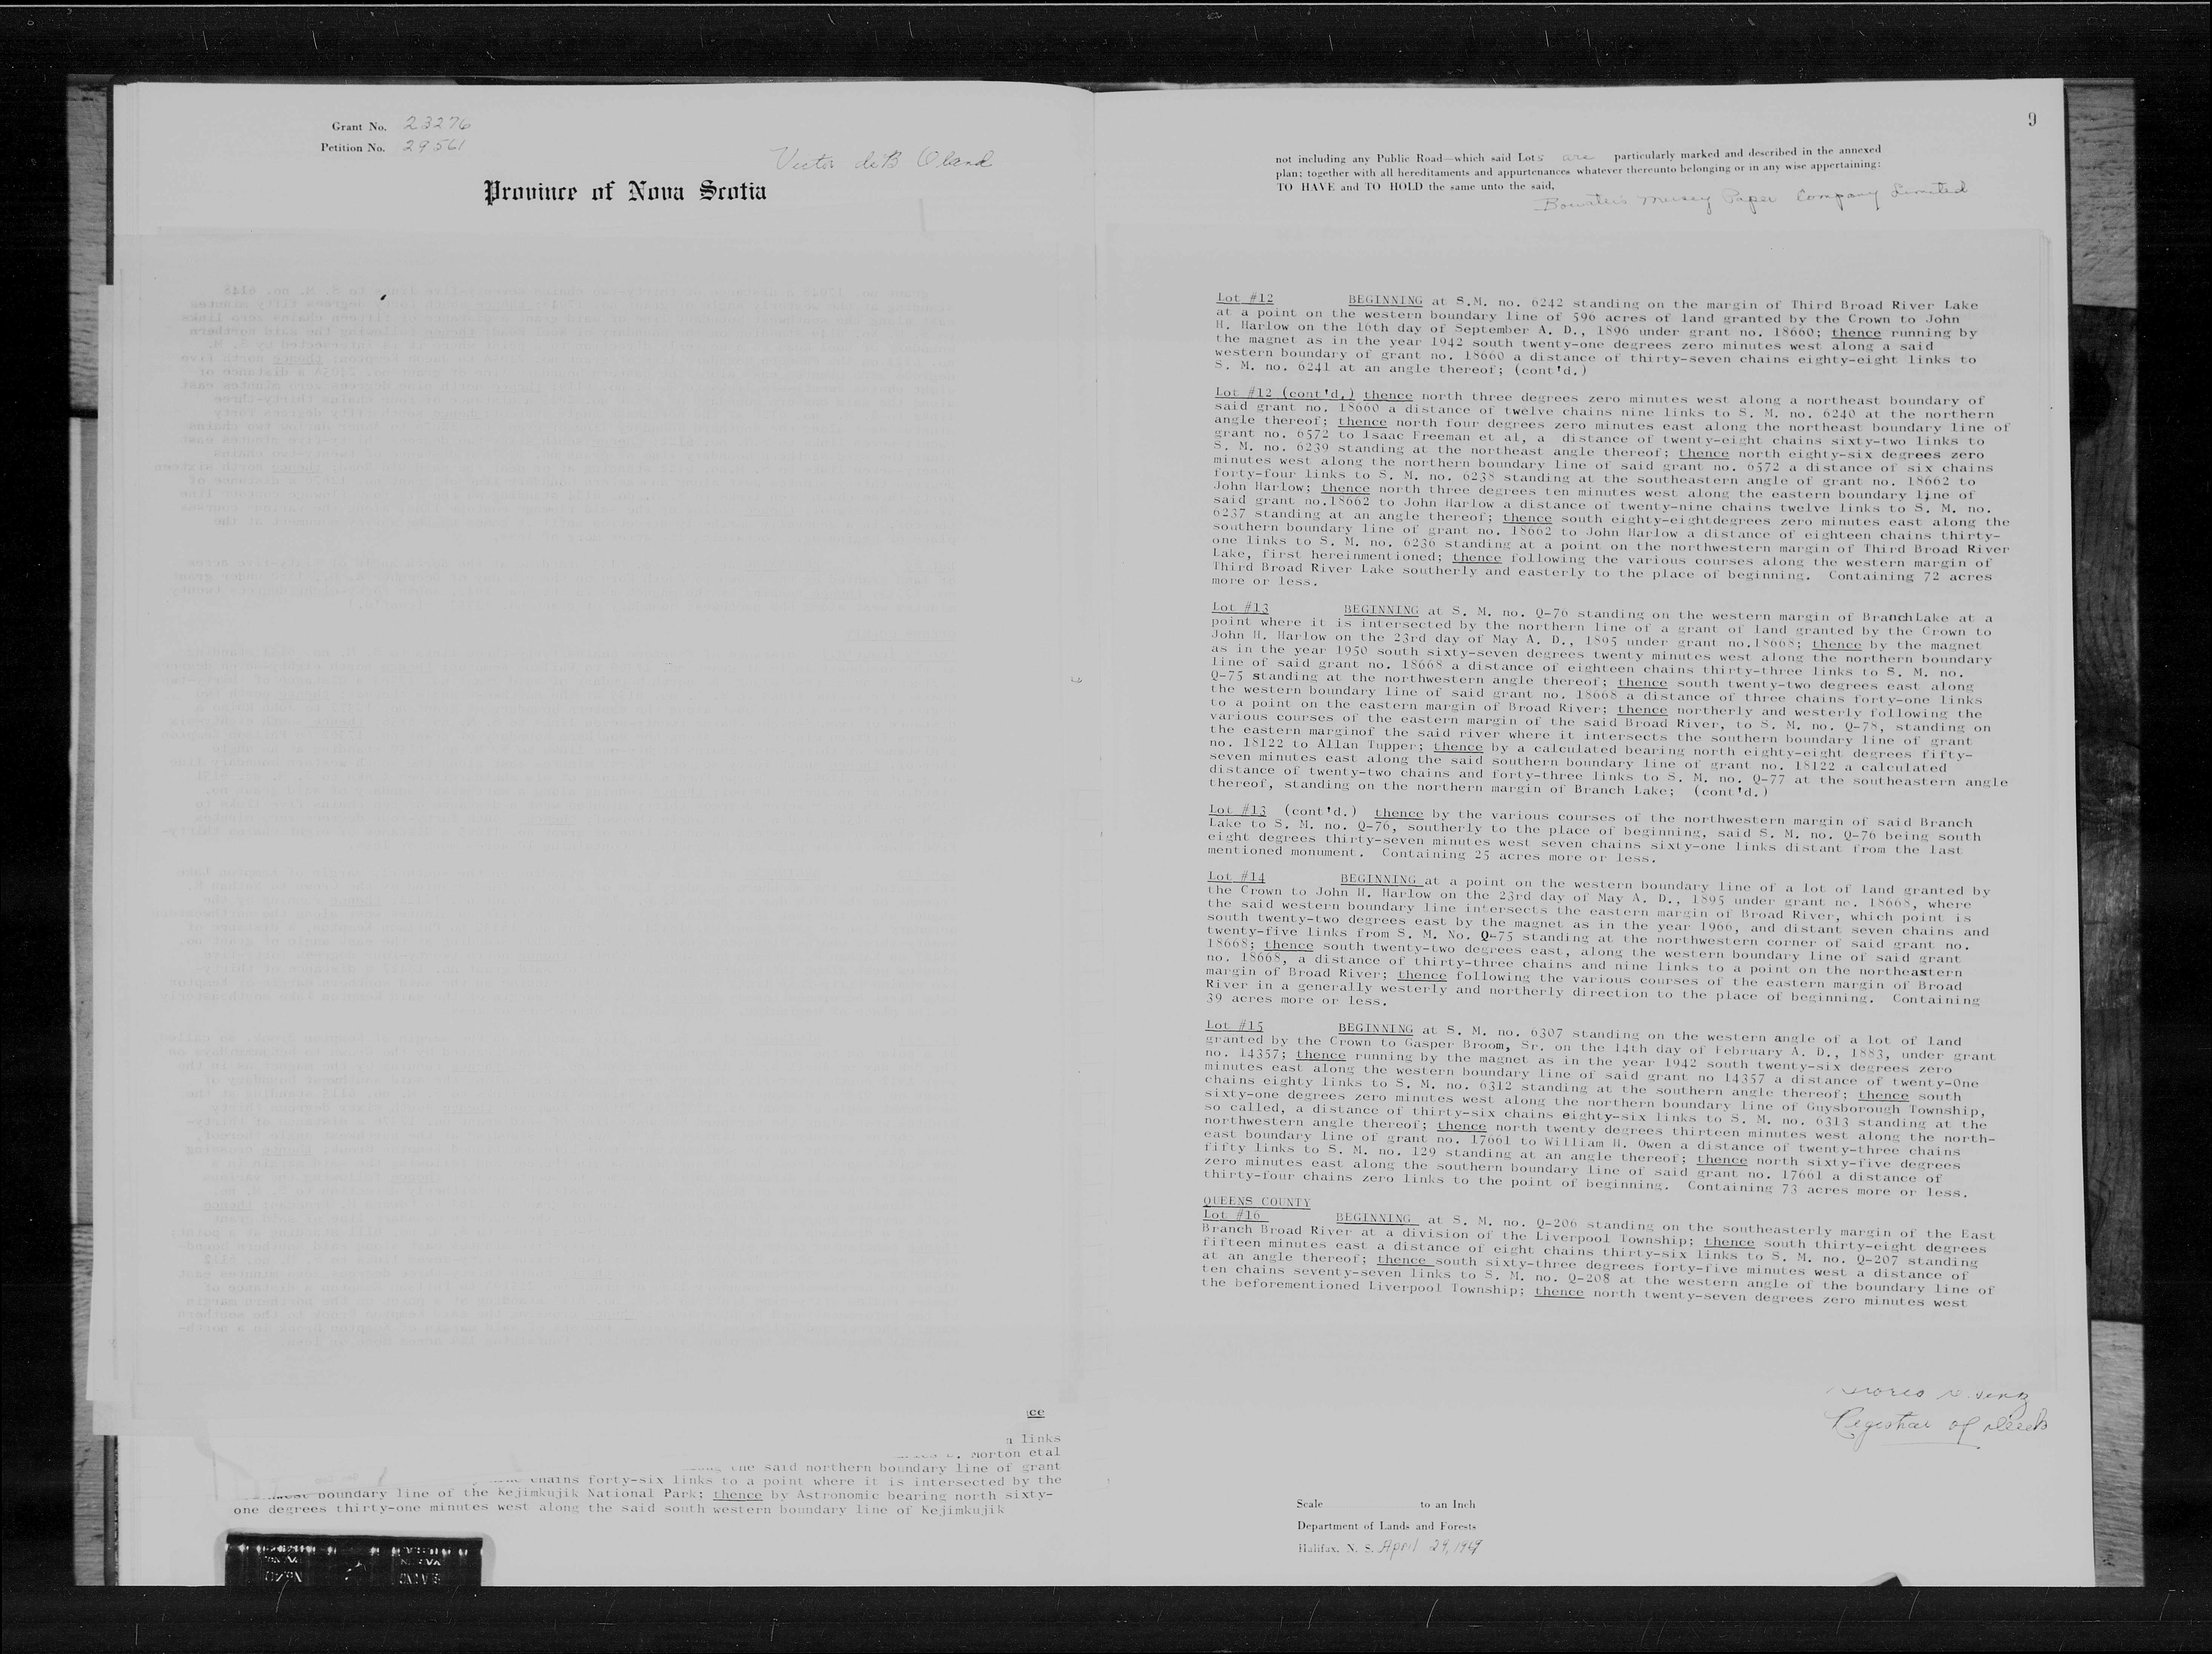 Grant No. 23276
Petition No. 29561
Victor deB Oland
Province of Nova Scotia
ce
links
Morton etal
the said northern boundary line of grant
chains forty-six links to a point where it is intersected by the
boundary line of the Kejimkujik National Park; thence by Astronomic bearing north sixty-
one degrees thirty-one minutes west along the said south western boundary line of Kejimkujik
9
not including any Public Road—which said Lots are particularly marked and described in the annexed
plan; together with all hereditaments and appurtenances whatever thereunto belonging or in any wise appertaining:
TO HAVE and TO HOLD the same unto the said,
Bowaters Mersey Paper Company Limited
Lot #12 BEGINNING at S.M. no. 6242 standing on the margin of Third Broad River Lake
at a point on the western boundary line of 596 acres of land granted by the Crown to John
H. Harlow on the 16th day of September A. D., 1896 under grant no. 18660; thence running by
the magnet as in the year 1942 south twenty-one degrees zero minutes west along a said
western boundary of grant no. 18660 a distance of thirty-seven chains eighty-eight links to
S. M. no. 6241 at an angle thereof; (cont'd.)
Lot #12 (cont'd.) thence north three degrees zero minutes west along a northeast boundary of
said grant no. 18660 a distance of twelve chains nine links to S. M. no. 6240 at the northern
angle thereof; thence north four degrees zero minutes east along the northeast boundary line of
grant no. 6572 to Isaac Freeman et al, a distance of twenty-eight chains sixty-two links to
S. M. no. 6239 standing at the northeast angle thereof; thence north eighty-six degrees zero
minutes west along the northern boundary line of said grant no. 6572 a distance of six chains
forty-four links to S. M. no. 6238 standing at the southeastern angle of grant no. 18662 to
John Harlow; thence north three degrees ten minutes west along the eastern boundary line of
said grant no.18662 to John Harlow a distance of twenty-nine chains twelve links to S. M. no.
6237 standing at an angle thereof; thence south eighty-eightdegrees zero minutes east along the
southern boundary line of grant no. 18662 to John Harlow a distance of eighteen chains thirty-
one links to S. M. no. 6236 standing at a point on the northwestern margin of Third Broad River
Lake, first hereinmentioned; thence following the various courses along the western margin of
Third Broad River Lake southerly and easterly to the place of beginning. Containing 72 acres
more or less.
Lot #13 BEGINNING at S. M. no. Q-76 standing on the western margin of BranchLake at a
point where it is intersected by the northern line of a grant of land granted by the Crown to
John H. Harlow on the 23rd day of May A. D., 1895 under grant no.18668; thence by the magnet
as in the year 1950 south sixty-seven degrees twenty minutes west along the northern boundary
line of said grant no. 18668 a distance of eighteen chains thirty-three links to S. M. no.
Q-75 standing at the northwestern angle thereof; thence south twenty-two degrees east along
the western boundary line of said grant no. 18668 a distance of three chains forty-one links
to a point on the eastern margin of Broad River; thence northerly and westerly following the
various courses of the eastern margin of the said Broad River, to S. M. no. Q-78, standing on
the eastern marginof the said river where it intersects the southern boundary line of grant
no. 18122 to Allan Tupper; thence by a calculated bearing north eighty-eight degrees fifty-
seven minutes east along the said southern boundary line of grant no. 18122 a calculated
distance of twenty-two chains and forty-three links to S. M. no. Q-77 at the southeastern angle
thereof, standing on the northern margin of Branch Lake; (cont'd.)
Lot #13 (cont'd.) thence by the various courses of the northwestern margin of said Branch
Lake to S. M. no. Q-76, southerly to the place of beginning, said S. M. no. Q-76 being south
eight degrees thirty-seven minutes west seven chains sixty-one links distant from the last
mentioned monument. Containing 25 acres more or less.
Lot #14 BEGINNING at a point on the western boundary line of a lot of land granted by
the Crown to John H. Harlow on the 23rd day of May A. D., 1895 under grant no. 18668, where
the said western boundary line intersects the eastern margin of Broad River, which point is
south twenty-two degrees east by the magnet as in the year 1966, and distant seven chains and
twenty-five links from S. M. No. Q-75 standing at the northwestern corner of said grant no.
18668; thence south twenty-two degrees east, along the western boundary line of said grant
no. 18668, a distance of thirty-three chains and nine links to a point on the northeastern
margin of Broad River; thence following the various courses of the eastern margin of Broad
River in a generally westerly and northerly direction to the place of beginning. Containing
39 acres more or less.
Lot #15 BEGINNING at S. M. no. 6307 standing on the western angle of a lot of land
granted by the Crown to Gasper Broom, Sr. on the 14th day of February A. D., 1883, under grant
no. 14357; thence running by the magnet as in the year 1942 south twenty-six degrees zero
minutes east along the western boundary line of said grant no 14357 a distance of twenty-One
chains eighty links to S. M. no. 6312 standing at the southern angle thereof; thence south
sixty-one degrees zero minutes west along the northern boundary line of Guysborough Township,
so called, a distance of thirty-six chains eighty-six links to S. M. no. 6313 standing at the
northwestern angle thereof; thence north twenty degrees thirteen minutes west along the north-
east boundary line of grant no. 17661 to William H. Owen a distance of twenty-three chains
fifty links to S. M. no. 129 standing at an angle thereof; thence north sixty-five degrees
zero minutes east along the southern boundary line of said grant no. 17661 a distance of
thirty-four chains zero links to the point of beginning. Containing 73 acres more or less.
QUEENS COUNTY
Lot #16 BEGINNING at S. M. no. Q-206 standing on the southeasterly margin of the East
Branch Broad River at a division of the Liverpool Township; thence south thirty-eight degrees
fifteen minutes east a distance of eight chains thirty-six links to S. M. no. Q-207 standing
at an angle thereof; thence south sixty-three degrees forty-five minutes west a distance of
ten chains seventy-seven links to S. M. no. Q-208 at the western angle of the boundary line of
the beforementioned Liverpool Township; thence north twenty-seven degrees zero minutes west
Registrar of Deeds
Scale to an Inch
Department of Lands and Forests
Halifax, N. S. April 29, 1969